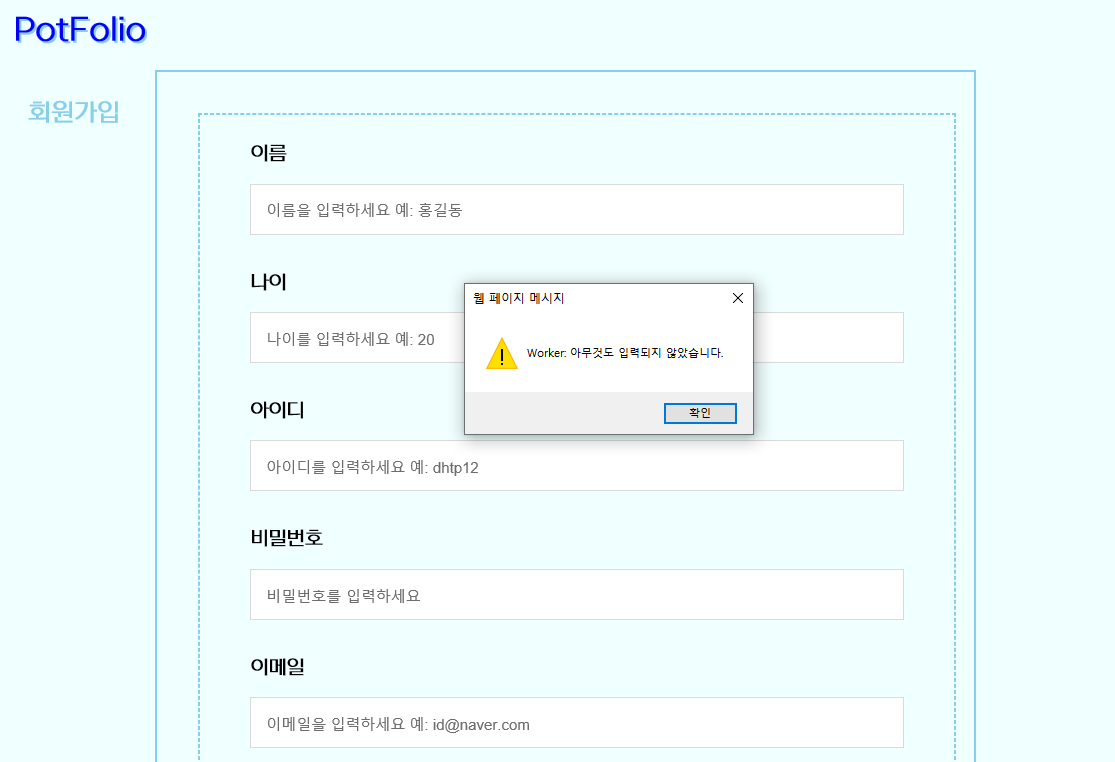 PotFolio
회원가입
이름
이름을 입력하세요 예: 홍길동
나이
나이를 입력하세요 예: 20
웹 페이지 메시지
Worker: 아무것도 입력되지 않았습니다.
확인
아이디
아이디를 입력하세요 예: dhtp12
비밀번호
비밀번호를 입력하세요
이메일
이메일을 입력하세요 예: id@naver.com